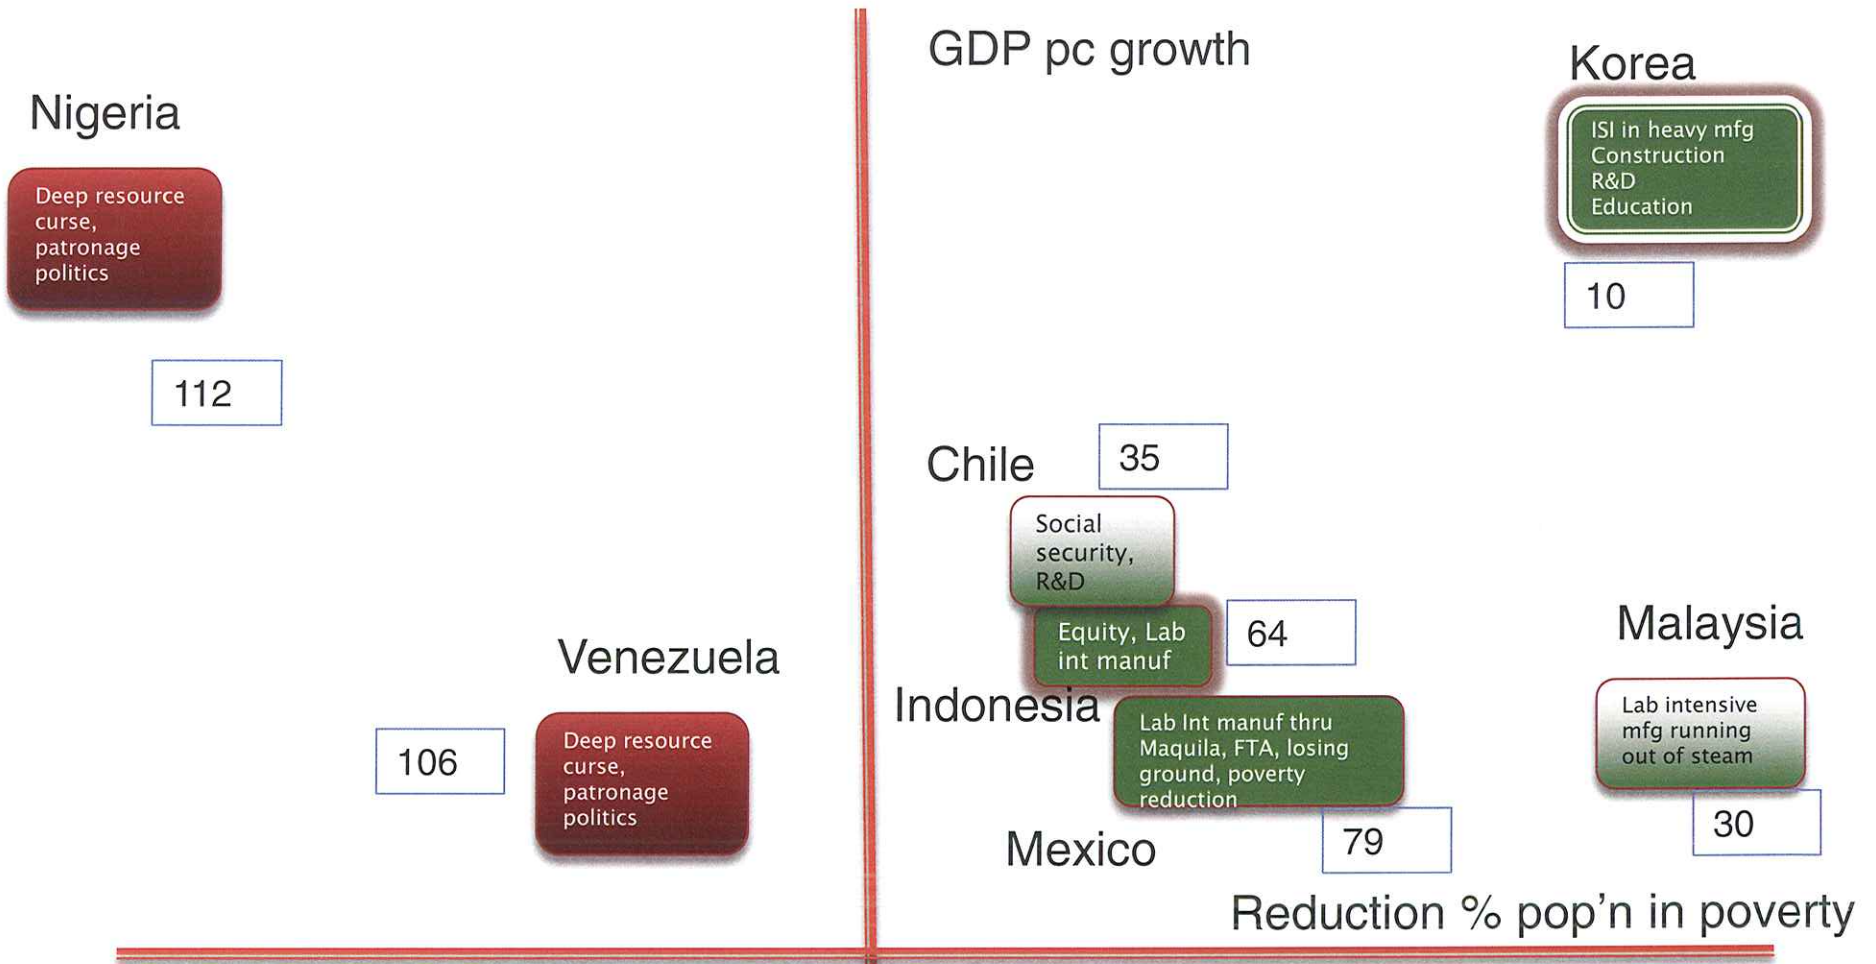 GDP pc growth
Korea
ISI in heavy mfg
Construction
R&D
Education
10
Nigeria
Deep resource
curse,
patronage
politics
112
Chile
35
Social
security,
R&D
Equity, Lab
int manuf
64
Indonesia
Malaysia
Lab intensive
mfg running
out of steam
30
Venezuela
106
Deep resource
curse,
patronage
politics
Lab Int manuf thru
Maquila, FTA, losing
ground, poverty
reduction
Mexico
79
Reduction % pop'n in poverty